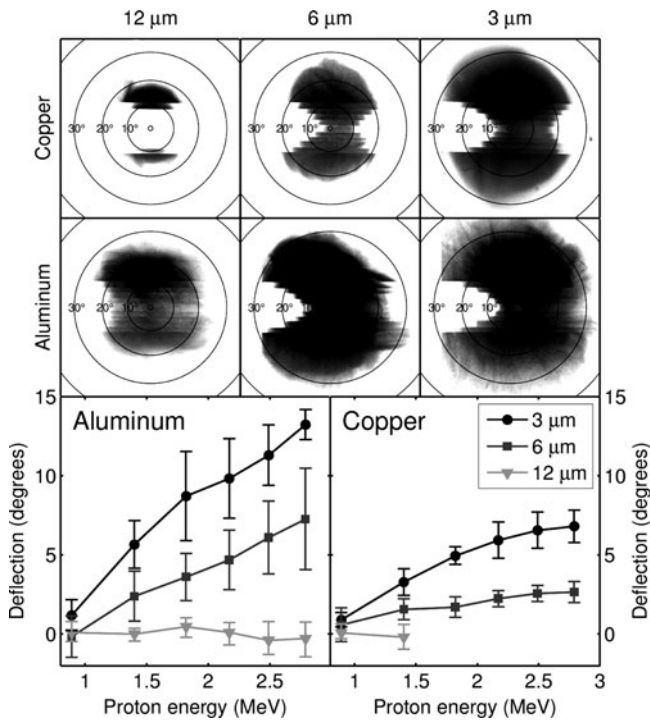 12 μm 6 μm 3 μm
Copper
30° 20° 10°
30° 20° 10°
30° 20° 10°
Aluminum
30° 20° 10°
30° 20° 10°
30° 20° 10°
15 15
Aluminum Copper
3 μm
6 μm
12 μm
10 10
Deflection (degrees) Deflection (degrees)
5 5
0 0
1 1.5 2 2.5 1 1.5 2 2.5 3
Proton energy (MeV) Proton energy (MeV)